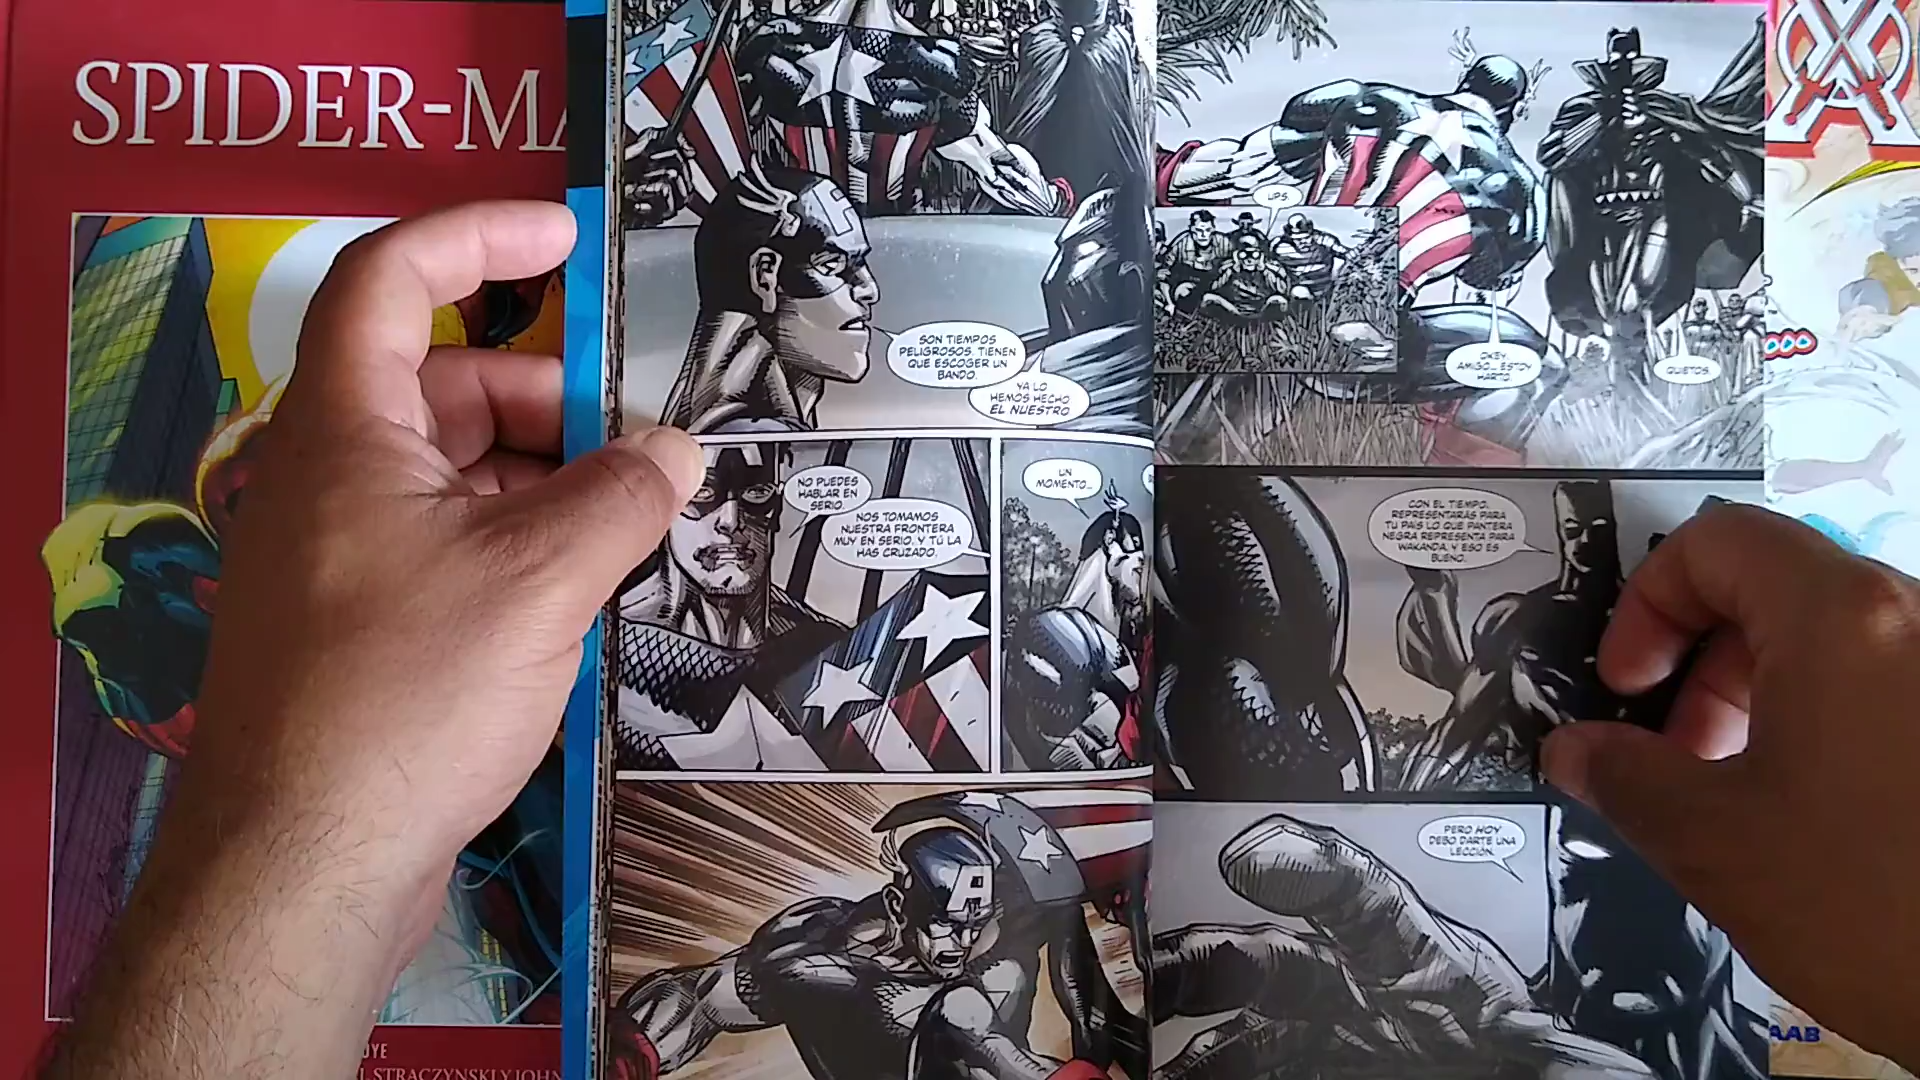 SPIDER-MA
SON TIEMPOS
PELIGROSOS. TIENEN
QUE ESCOGER UN
BANDO.
YA LO
HEMOS HECHO
EL NUESTRO
NO PUEDES
HABLAR EN
SERIO.
NOS TOMAMOS
NUESTRA FRONTERA
MUY EN SERIO. Y TÚ LA
HAS CRUZADO.
UN
MOMENTO...
A
UPS.
OKEY,
AMIGO... ESTOY
HARTO.
QUIETOS.
CON EL TIEMPO,
REPRESENTARÁS PARA
TU PAÍS LO QUE PANTERA
NEGRA REPRESENTA PARA
WAKANDA. Y ESO ES
BUENO.
PERO HOY
DEBO DARTE UNA
LECCIÓN.
STRACZYNSKI Y JOHN
AAB